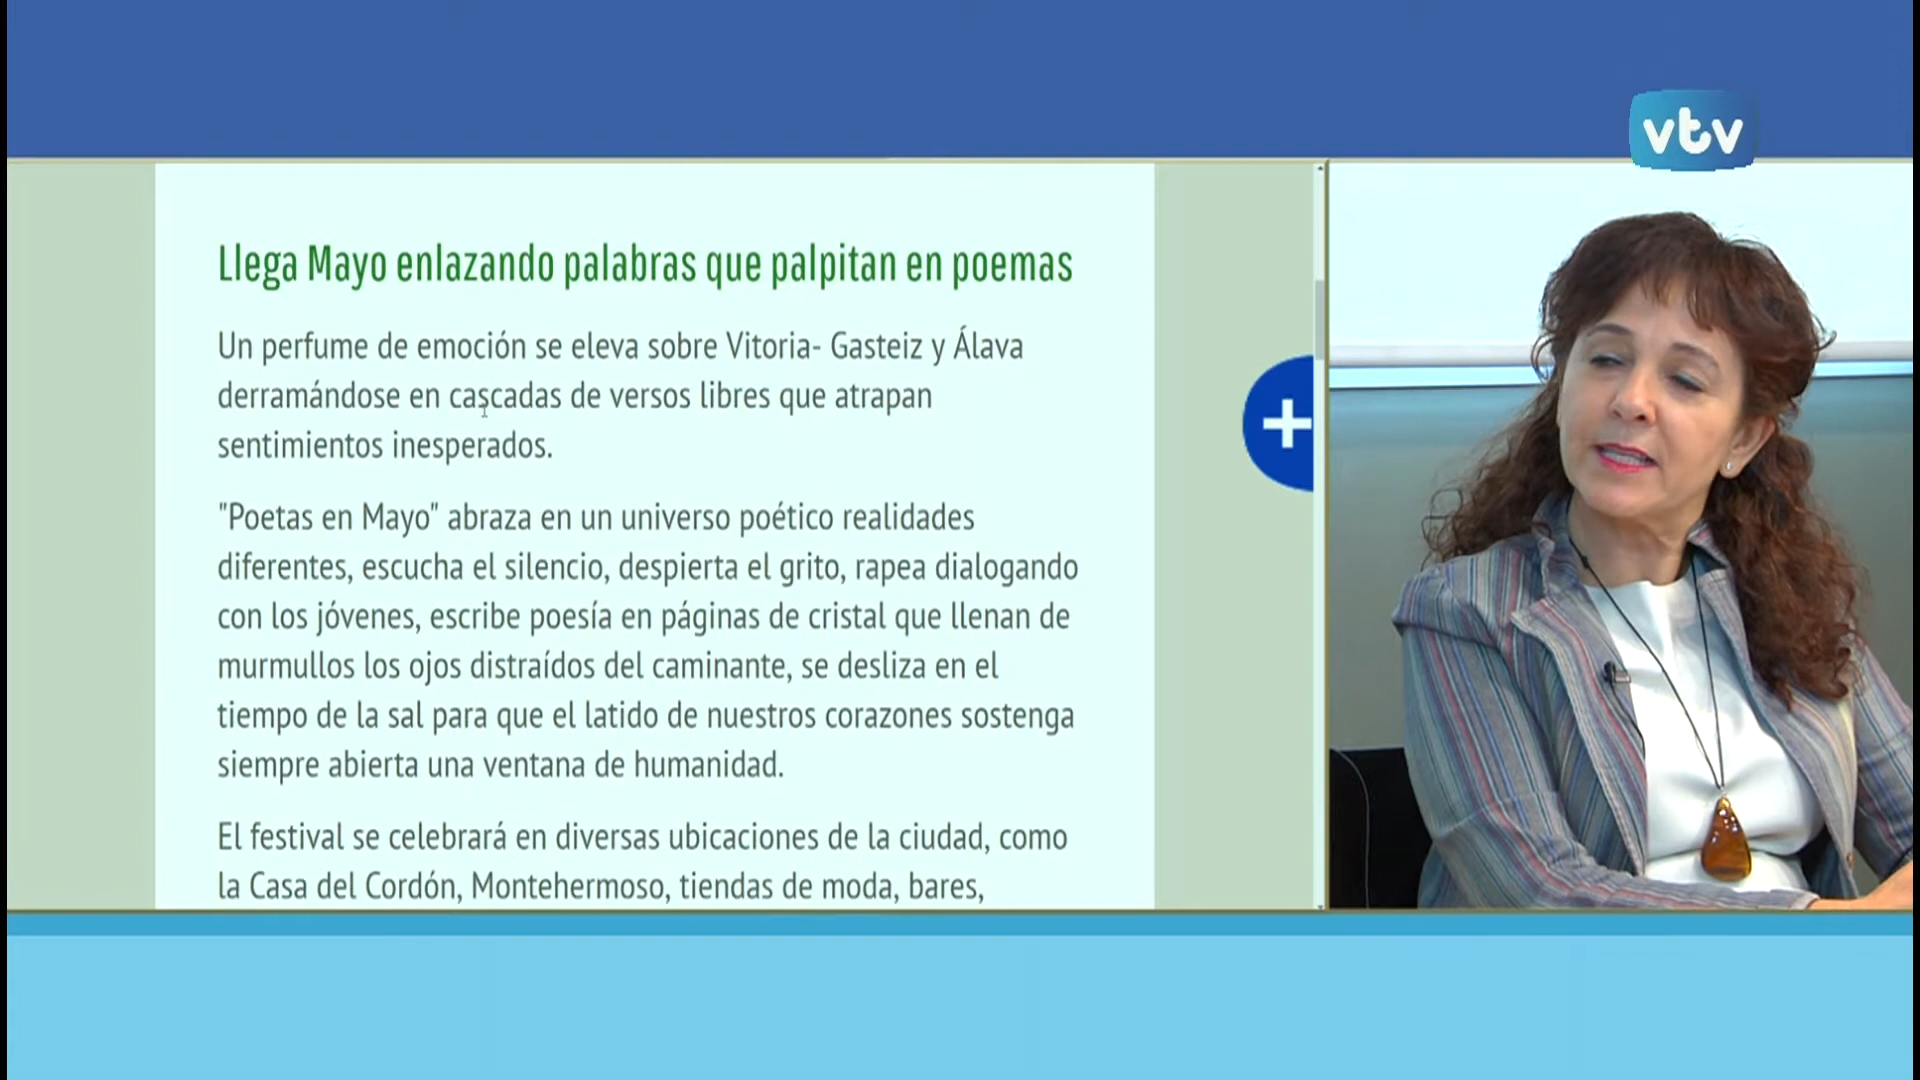 vtv
Llega Mayo enlazando palabras que palpitan en poemas
Un perfume de emoción se eleva sobre Vitoria- Gasteiz y Álava
derramándose en cascadas de versos libres que atrapan
sentimientos inesperados.
"Poetas en Mayo" abraza en un universo poético realidades
diferentes, escucha el silencio, despierta el grito, rapea dialogando
con los jóvenes, escribe poesía en páginas de cristal que llenan de
murmullos los ojos distraídos del caminante, se desliza en el
tiempo de la sal para que el latido de nuestros corazones sostenga
siempre abierta una ventana de humanidad.
El festival se celebrará en diversas ubicaciones de la ciudad, como
la Casa del Cordón, Montehermoso, tiendas de moda, bares,